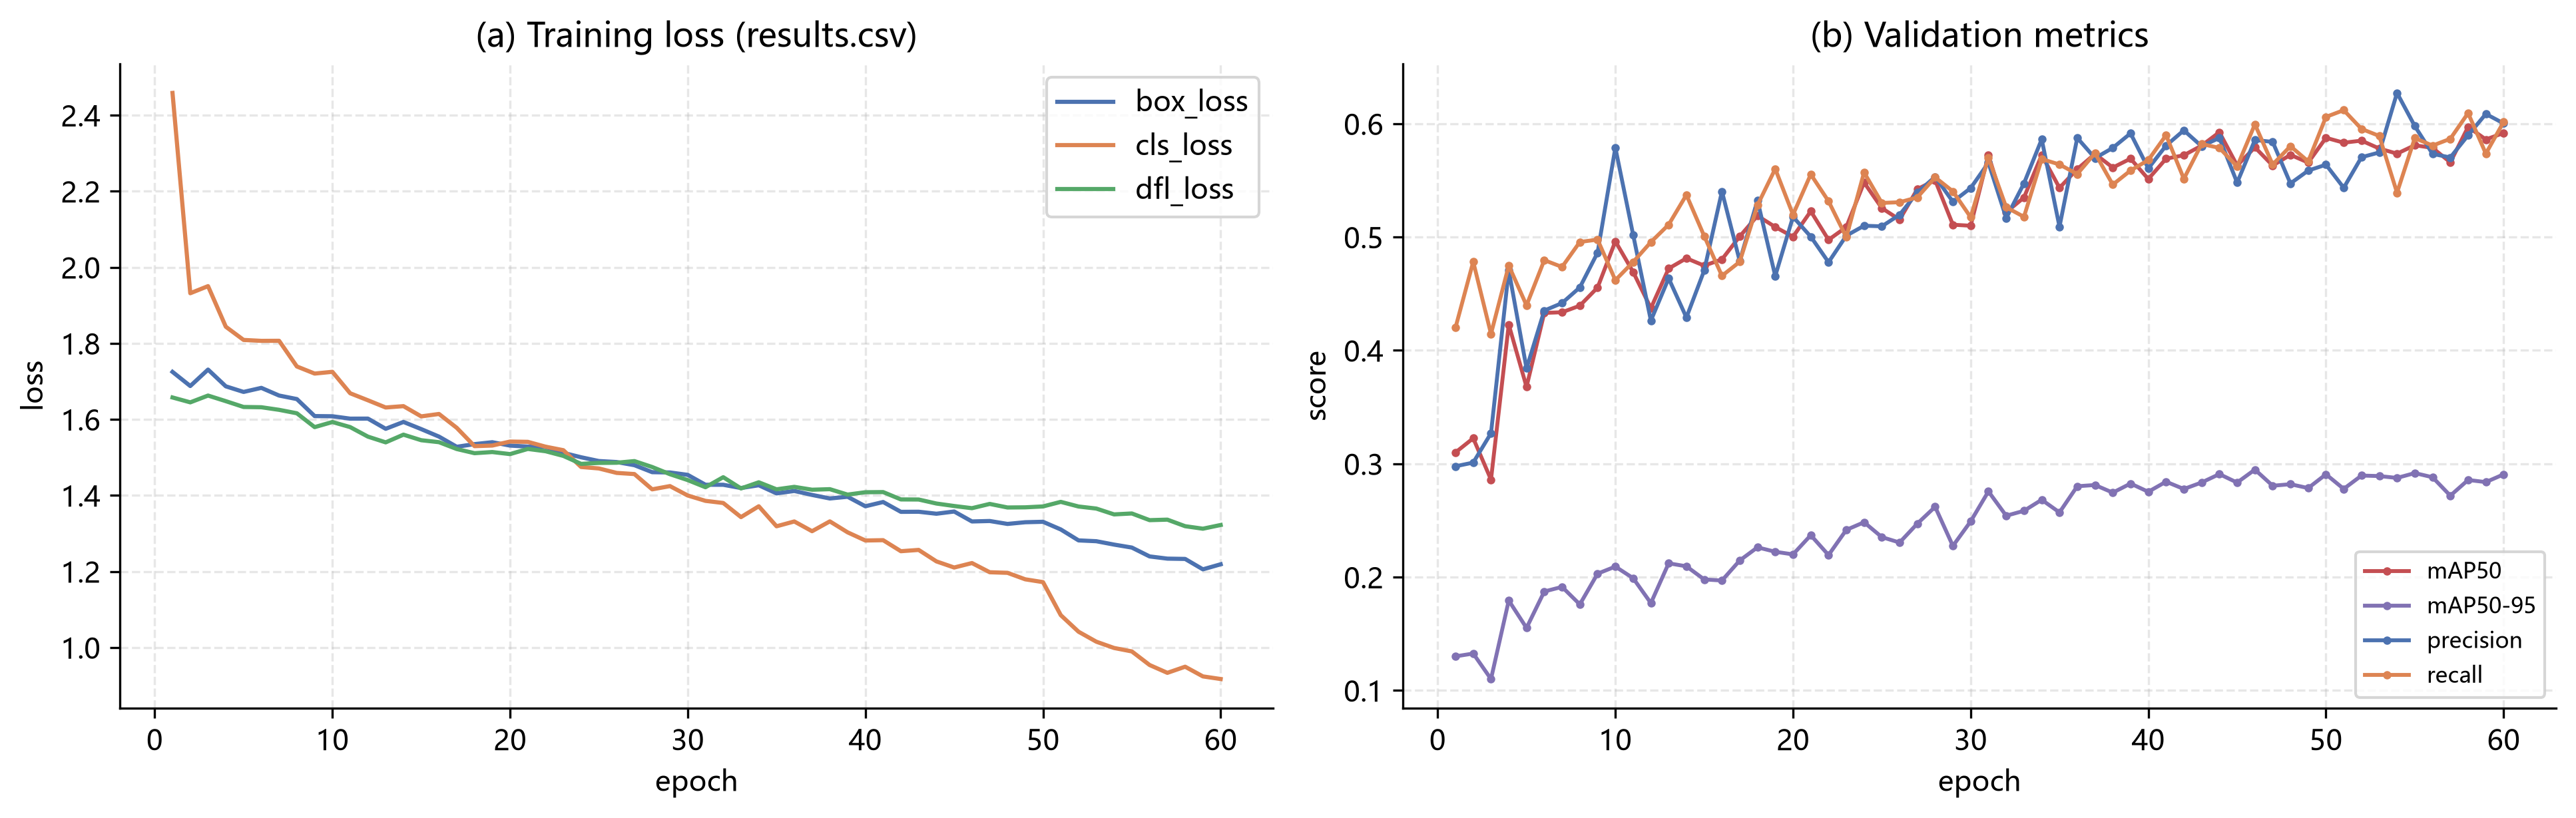 (a) Training loss (results.csv)
loss
2.4
2.2
2.0
1.8
1.6
1.4
1.2
1.0
box_loss
cls_loss
dfl_loss
0 10 20 30 40 50 60
epoch
(b) Validation metrics
score
0.6
0.5
0.4
0.3
0.2
0.1
mAP50
mAP50-95
precision
recall
0 10 20 30 40 50 60
epoch